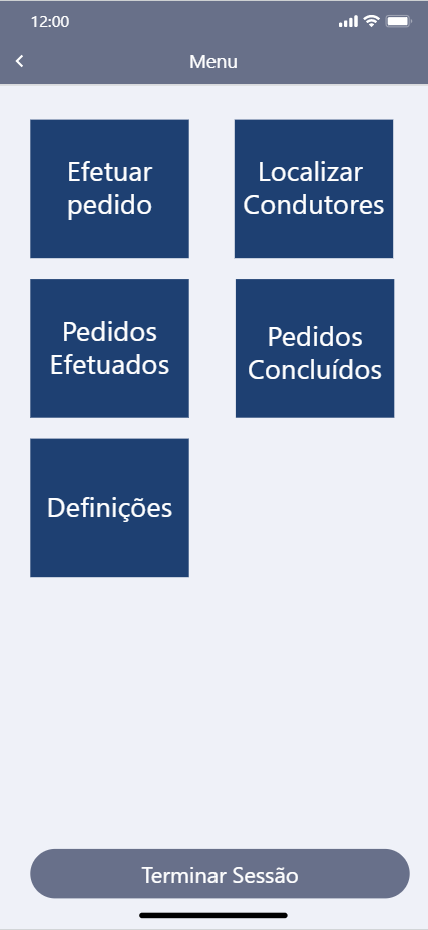 12:00
Menu
Efetuar
pedido
Localizar
Condutores
Pedidos
Efetuados
Pedidos
Concluídos
Definições
Terminar Sessão